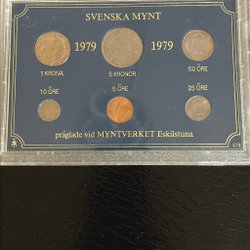 SVENSKA MYNT
1979 1979
1 KRONA 5 KRONOR 50 ÖRE
10 ÖRE 5 ÖRE 25 ÖRE
präglade vid MYNTVERKET Eskilstuna